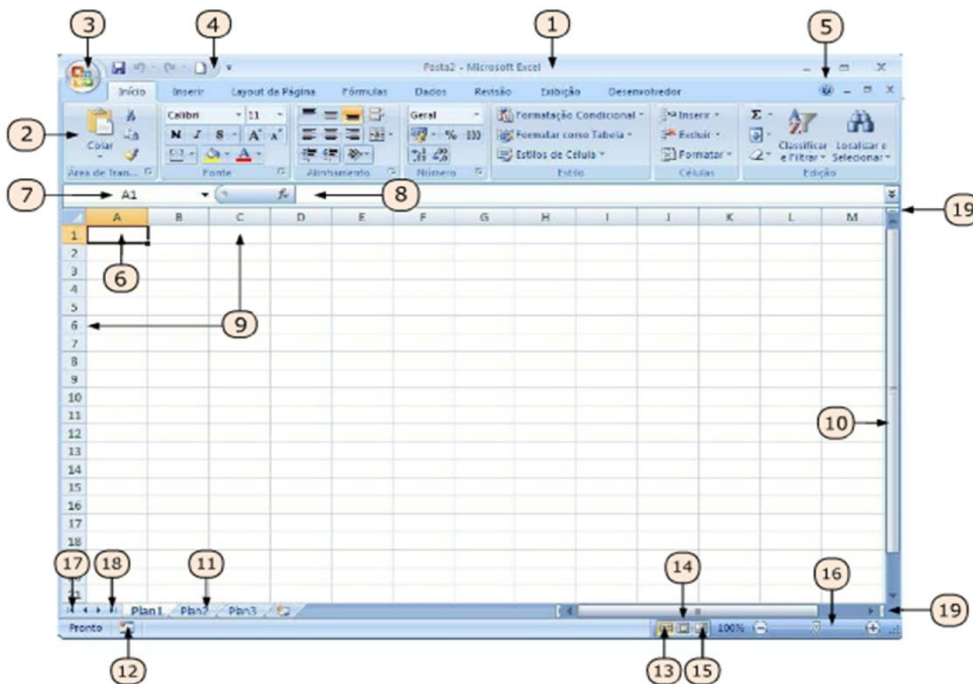 3 4 1 5
Pasta2 - Microsoft Excel
Início Inserir Layout da Página Fórmulas Dados Revisão Exibição Desenvolvedor
Calibri 11 Geral Formatação Condicional Inserir Σ
2 Colar N I S A A % 000 Formatar como Tabela Excluir Classificar e Filtrar Localizar e Selecionar
Estilos de Célula Formatar
Área de Tran... Fonte Alinhamento Número Estilo Células Edição
7 A1 fx 8
19
A B C D E F G H I J K L M
1
2
3
6
4
5
6 9
7
8
9
10
11 10
12
13
14
15
16
17
18
17 18 11 14 16
21
Plan1 Plan2 Plan3 19
Pronto 100%
12 13 15